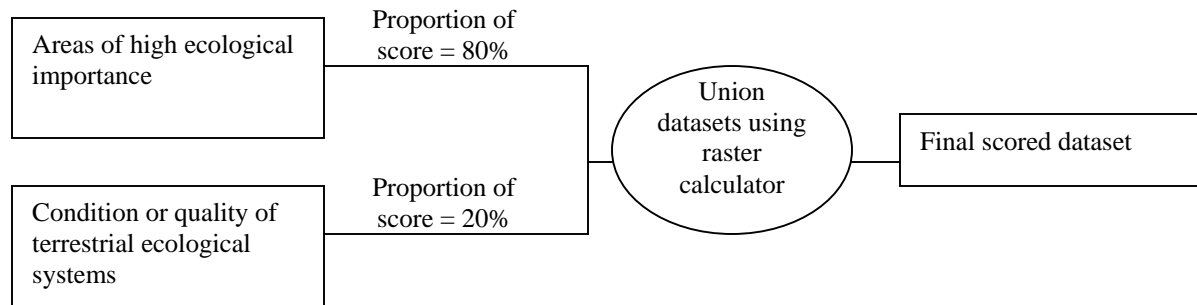 Areas of high ecological
importance
Proportion of
score = 80%
Condition or quality of
terrestrial ecological
systems
Proportion of
score = 20%
Union
datasets using
raster
calculator
Final scored dataset